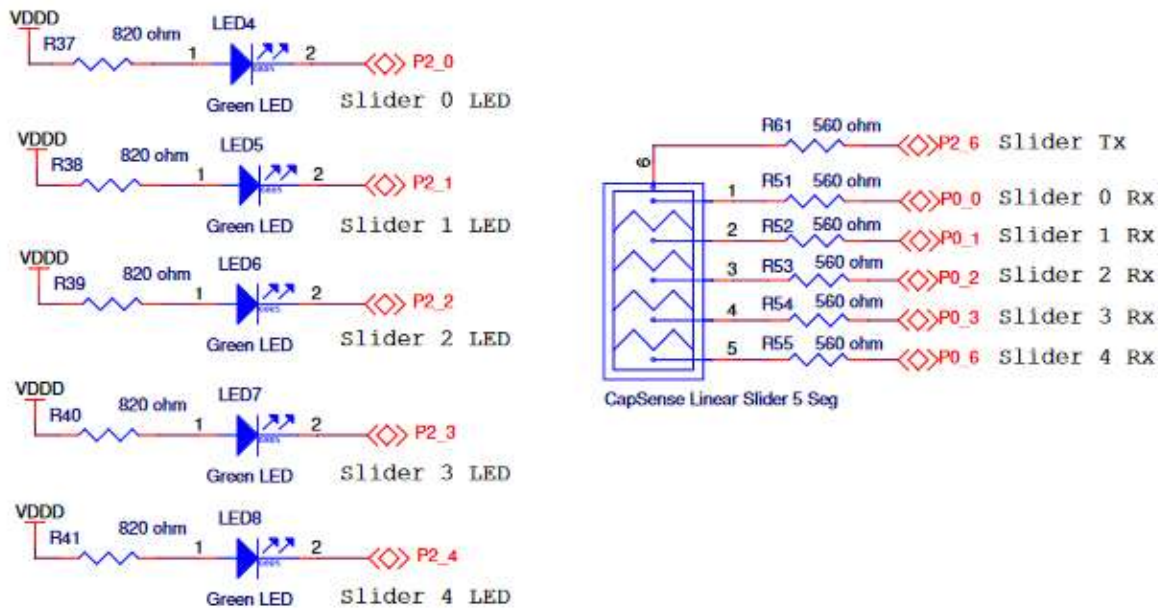 VDDD
R37 820 ohm LED4
1 2 P2_0
Green LED Slider 0 LED
VDDD
R38 820 ohm LED5
1 2 P2_1
Green LED Slider 1 LED
VDDD
R39 820 ohm LED6
1 2 P2_2
Green LED Slider 2 LED
VDDD
R40 820 ohm LED7
1 2 P2_3
Green LED Slider 3 LED
VDDD
R41 820 ohm LED8
1 2 P2_4
Green LED Slider 4 LED
6 R61 560 ohm P2_6 Slider Tx
1 R51 560 ohm P0_0 Slider 0 Rx
2 R52 560 ohm P0_1 Slider 1 Rx
3 R53 560 ohm P0_2 Slider 2 Rx
4 R54 560 ohm P0_3 Slider 3 Rx
5 R55 560 ohm P0_6 Slider 4 Rx
CapSense Linear Slider 5 Seg